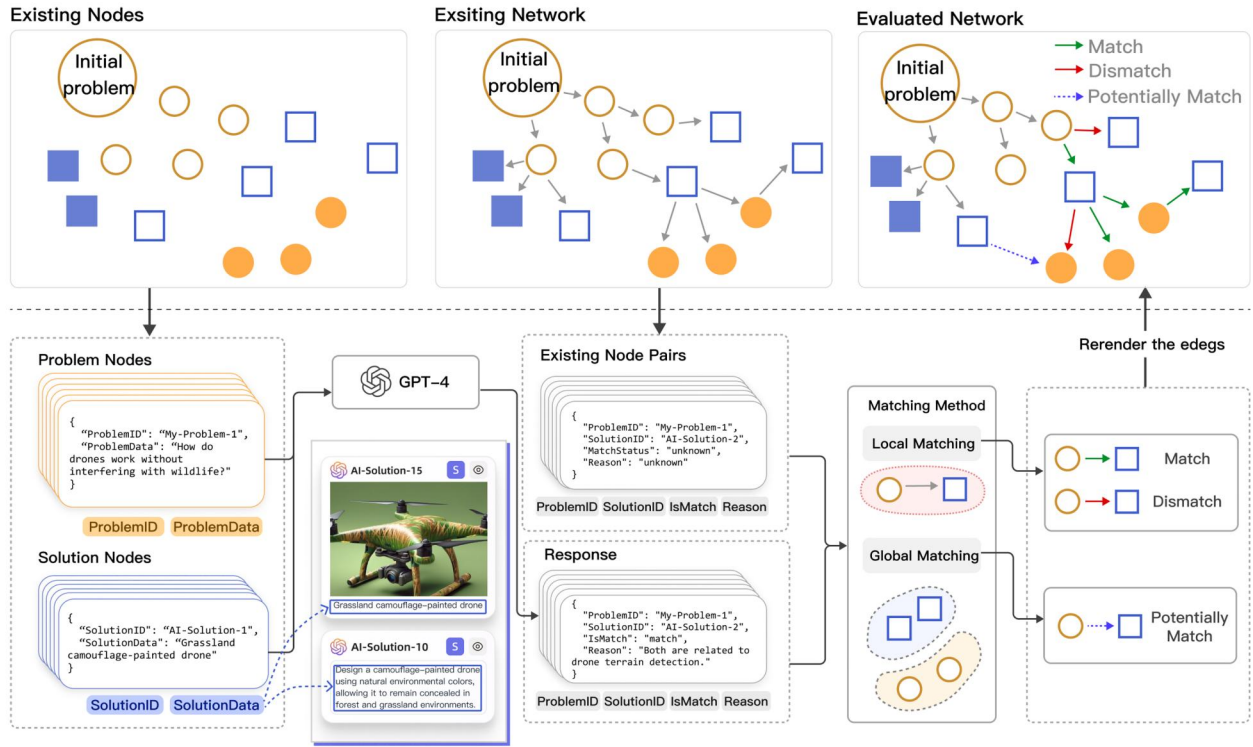 Existing Nodes
Initial
problem
Exsiting Network
Initial
problem
Evaluated Network
Initial
problem
Match
Dismatch
Potentially Match
Problem Nodes
{
“ProblemID": “My-Problem-1",
“ProblemData": “How do
drones work without
interfering with wildlife?"
}
ProblemID ProblemData
Solution Nodes
{
“SolutionID": “AI-Solution-1",
“SolutionData": “Grassland
camouflage-painted drone"
}
SolutionID SolutionData
GPT-4
AI-Solution-15 S
Grassland camouflage-painted drone
AI-Solution-10 S
Design a camouflage-painted drone
using natural environmental colors,
allowing it to remain concealed in
forest and grassland environments.
Existing Node Pairs
{
"ProblemID": "My-Problem-1",
"SolutionID": "AI-Solution-2",
"MatchStatus": "unknown",
"Reason": "unknown"
}
ProblemID SolutionID IsMatch Reason
Response
{
"ProblemID": "My-Problem-1",
"SolutionID": "AI-Solution-2",
"IsMatch": "match",
"Reason": "Both are related to
drone terrain detection."
}
ProblemID SolutionID IsMatch Reason
Matching Method
Local Matching
Global Matching
Rerender the edegs
Match
Dismatch
Potentially
Match